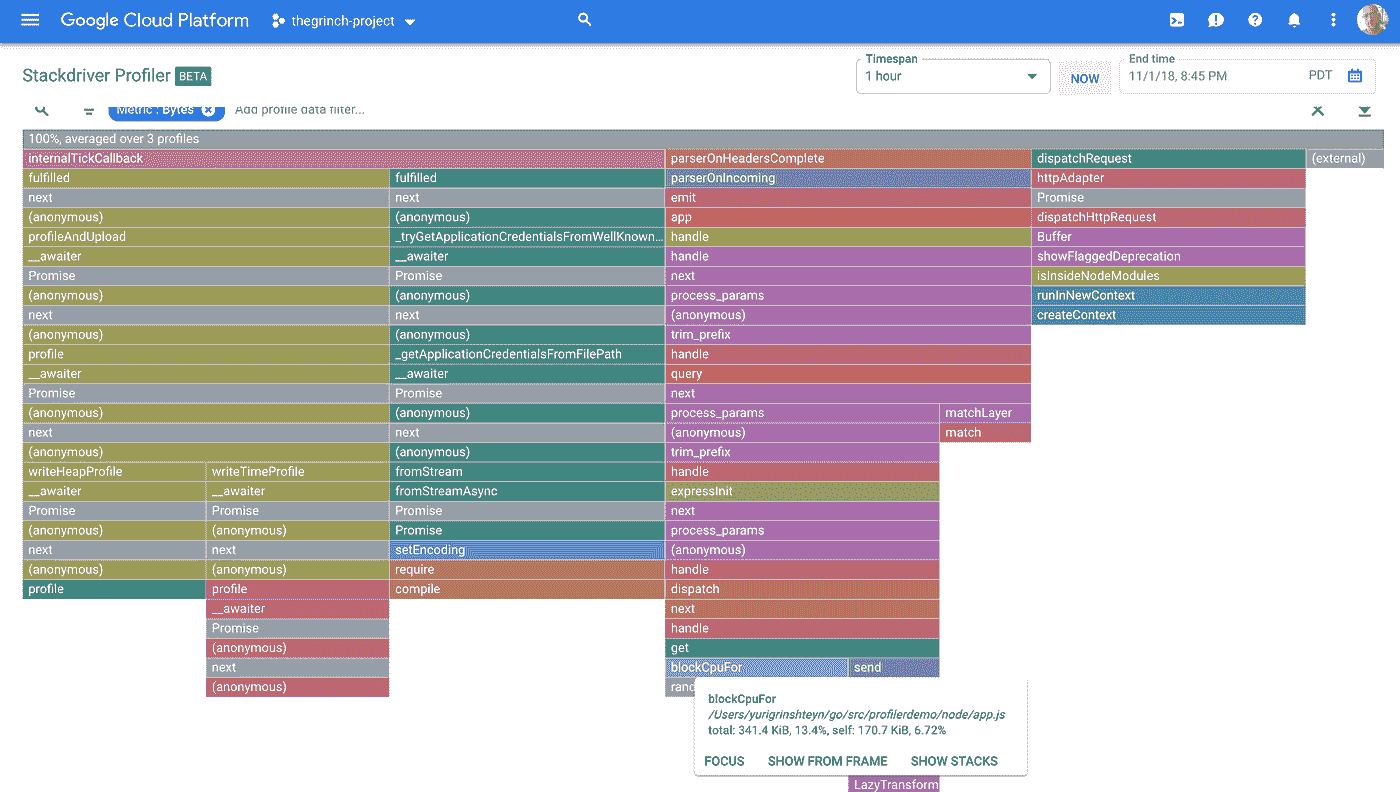 Google Cloud Platform thegrinch-project
Stackdriver Profiler BETA Timespan 1 hour NOW End time 11/1/18, 8:45 PM PDT
Metric : Bytes Add profile data filter...
100%, averaged over 3 profiles
internalTickCallback parserOnHeadersComplete dispatchRequest (external)
fulfilled fulfilled parserOnIncoming httpAdapter
next next emit Promise
(anonymous) (anonymous) app dispatchHttpRequest
profileAndUpload _tryGetApplicationCredentialsFromWellKnown... handle Buffer
__awaiter __awaiter handle showFlaggedDeprecation
Promise Promise next isInsideNodeModules
(anonymous) (anonymous) process_params runInNewContext
next next (anonymous) createContext
(anonymous) (anonymous) trim_prefix
profile _getApplicationCredentialsFromFilePath handle
__awaiter __awaiter query
Promise Promise next
(anonymous) (anonymous) process_params matchLayer
next next (anonymous) match
(anonymous) (anonymous) trim_prefix
writeHeapProfile writeTimeProfile fromStream handle
__awaiter __awaiter fromStreamAsync expressInit
Promise Promise Promise next
(anonymous) (anonymous) Promise process_params
next next setEncoding (anonymous)
(anonymous) (anonymous) require handle
profile profile compile dispatch
__awaiter next
Promise handle
(anonymous) get
next blockCpuFor send
(anonymous)
blockCpuFor
/Users/yurigrinshteyn/go/src/profilerdemo/node/app.js
total: 341.4 KiB, 13.4%, self: 170.7 KiB, 6.72%
FOCUS SHOW FROM FRAME SHOW STACKS
LazyTransform